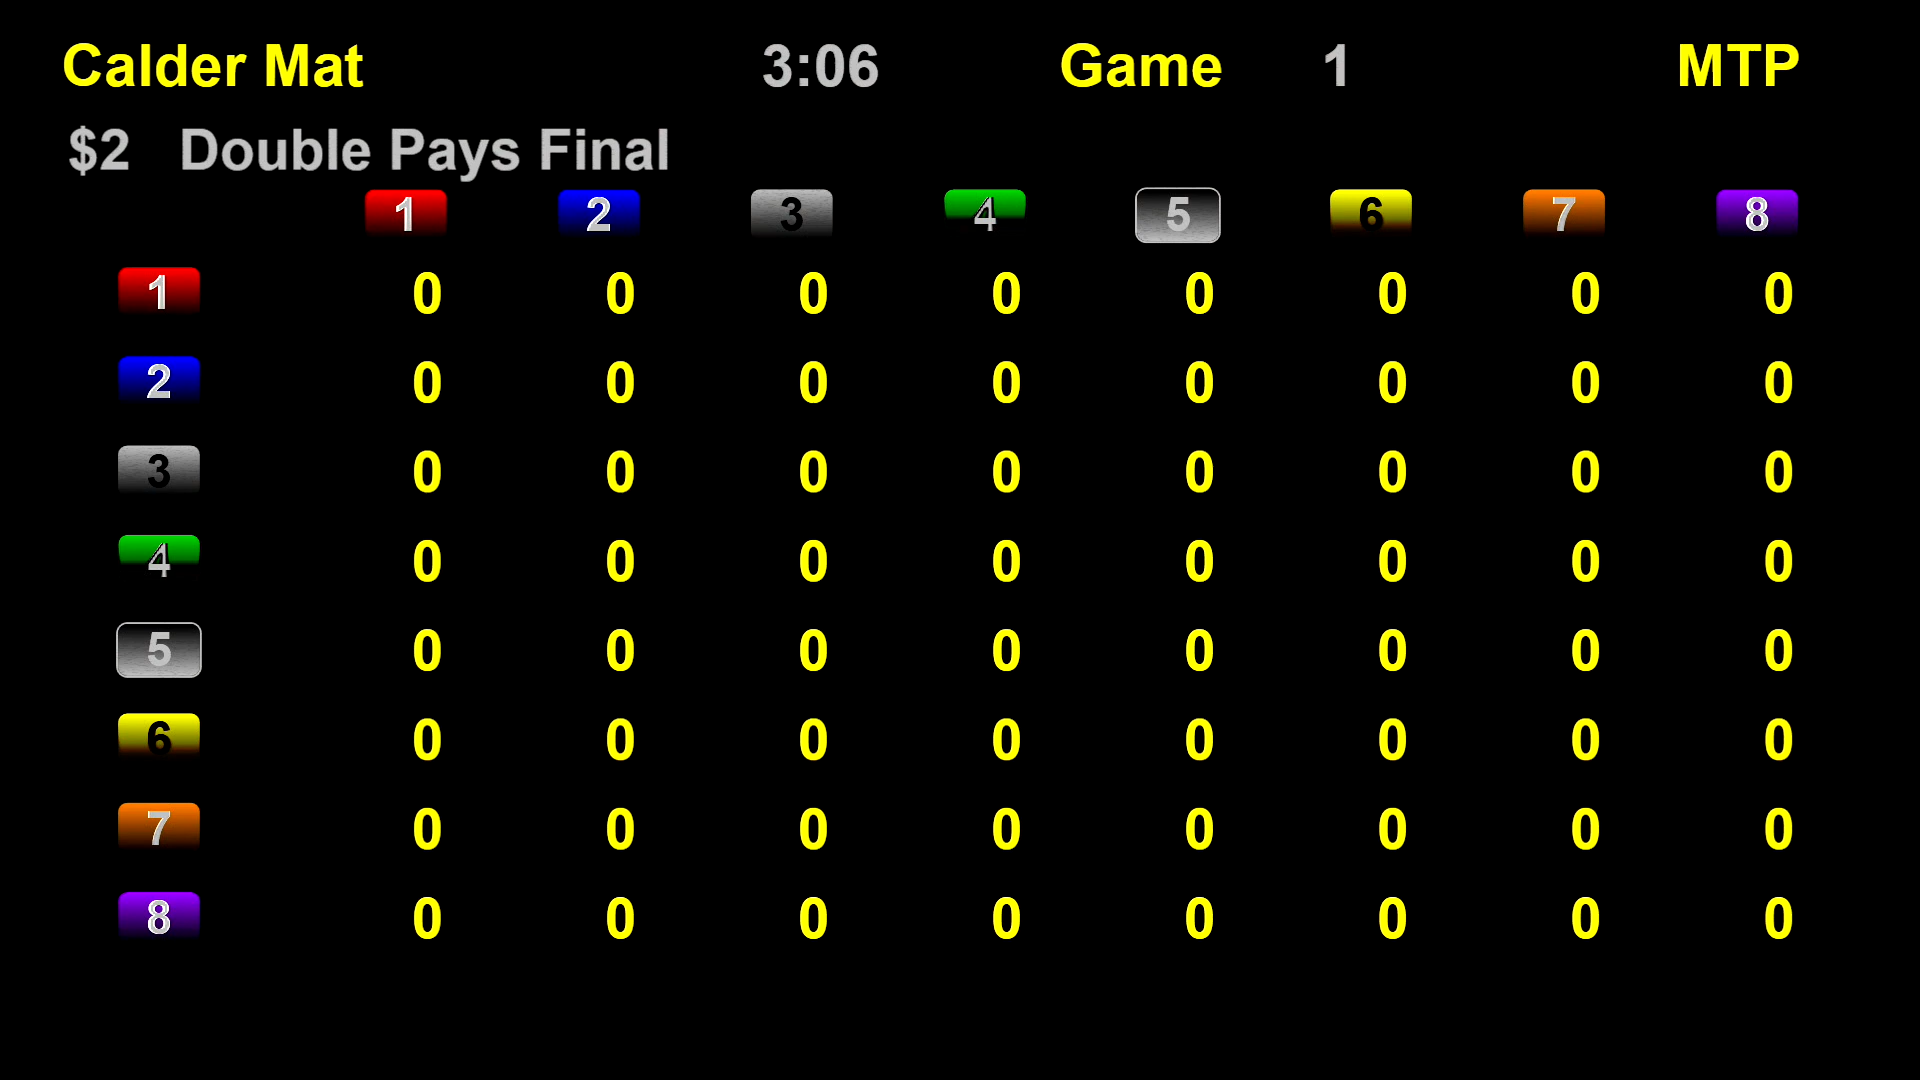 Calder Mat 3:06 Game 1 MTP
$2 Double Pays Final
1 2 3 4 5 6 7 8
1 0 0 0 0 0 0 0 0
2 0 0 0 0 0 0 0 0
3 0 0 0 0 0 0 0 0
4 0 0 0 0 0 0 0 0
5 0 0 0 0 0 0 0 0
6 0 0 0 0 0 0 0 0
7 0 0 0 0 0 0 0 0
8 0 0 0 0 0 0 0 0